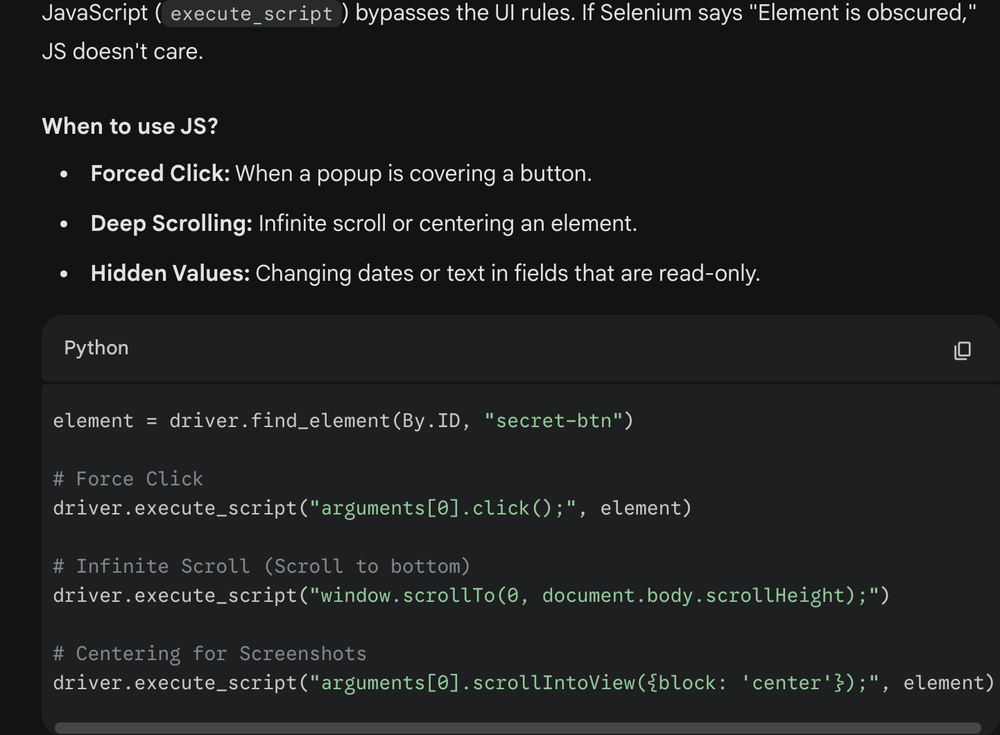 JavaScript (execute_script) bypasses the UI rules. If Selenium says "Element is obscured,"
JS doesn't care.
When to use JS?
• Forced Click: When a popup is covering a button.
• Deep Scrolling: Infinite scroll or centering an element.
• Hidden Values: Changing dates or text in fields that are read-only.
Python
element = driver.find_element(By.ID, "secret-btn")
# Force Click
driver.execute_script("arguments[0].click();", element)
# Infinite Scroll (Scroll to bottom)
driver.execute_script("window.scrollTo(0, document.body.scrollHeight);")
# Centering for Screenshots
driver.execute_script("arguments[0].scrollIntoView({block: 'center'});", element)